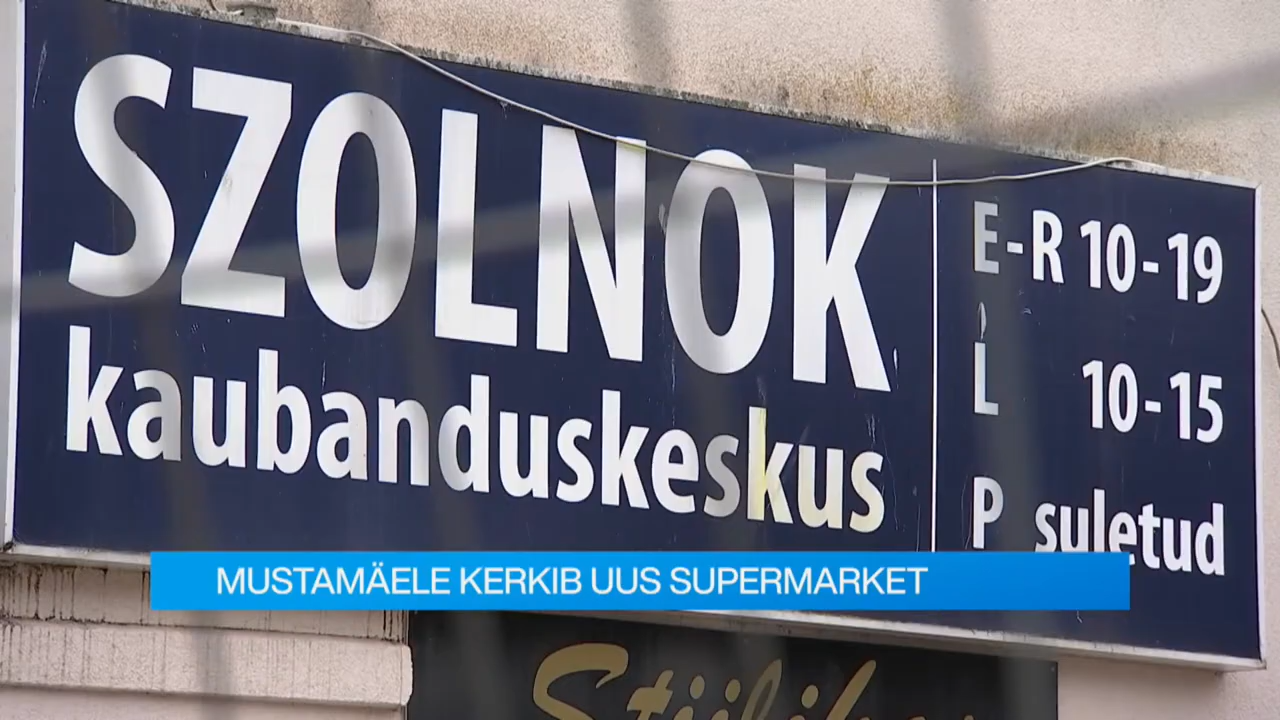 SZOLNOK
kaubanduskeskus
E-R 10-19
L 10-15
P suletud
MUSTAMÄELE KERKIB UUS SUPERMARKET